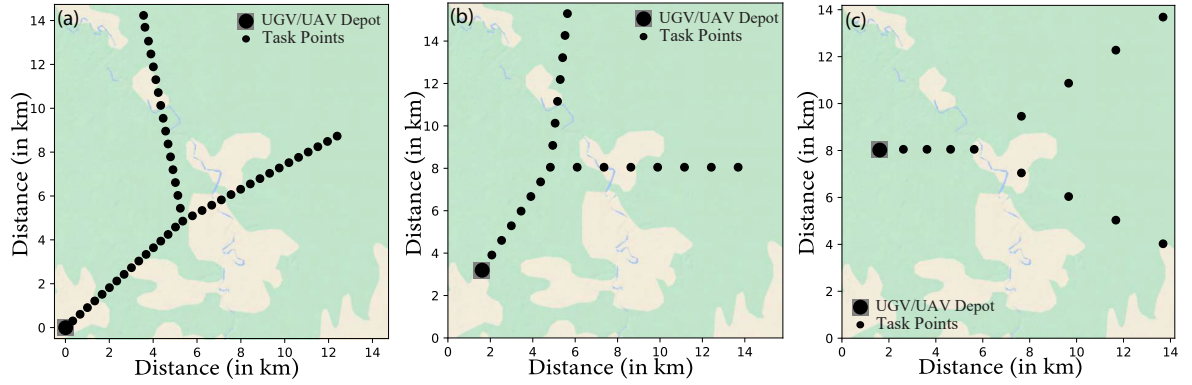 (a)
UGV/UAV Depot
Task Points
14
12
10
8
6
4
2
0
0 2 4 6 8 10 12 14
Distance (in km)
Distance (in km)
(b)
UGV/UAV Depot
Task Points
14
12
10
8
6
4
2
0
0 2 4 6 8 10 12 14
Distance (in km)
Distance (in km)
(c)
14
12
10
8
6
4
2
0
UGV/UAV Depot
Task Points
0 2 4 6 8 10 12 14
Distance (in km)
Distance (in km)